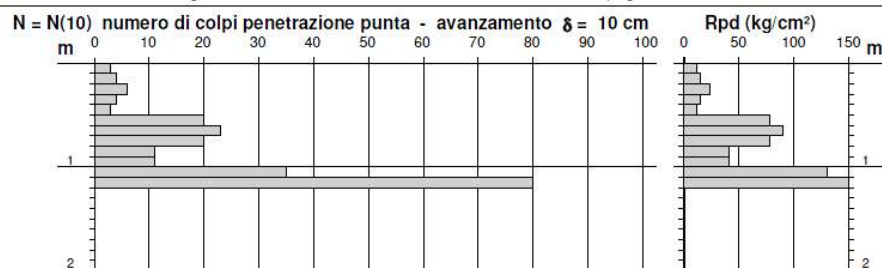 N = N(10) numero di colpi penetrazione punta - avanzamento δ = 10 cm
Rpd (kg/cm²)
m 0 10 20 30 40 50 60 70 80 90 100
0 50 100 150 m
1 1
2 2